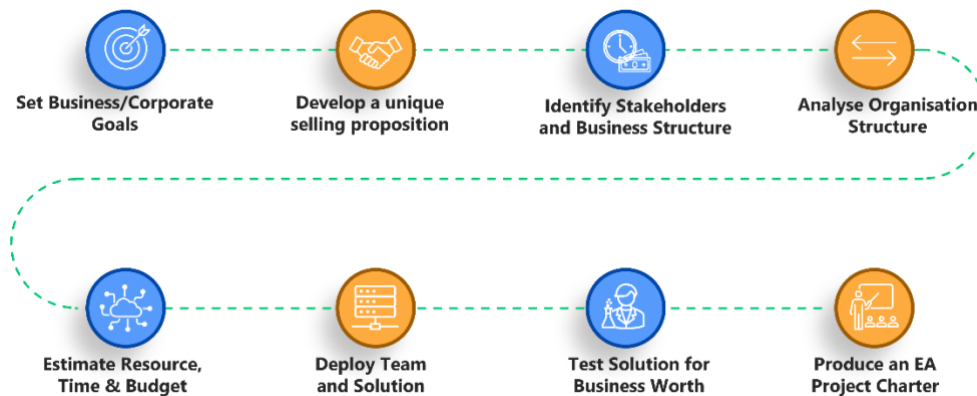 Set Business/Corporate
Goals
Develop a unique
selling proposition
Identify Stakeholders
and Business Structure
Analyse Organisation
Structure
Estimate Resource,
Time & Budget
Deploy Team
and Solution
Test Solution for
Business Worth
Produce an EA
Project Charter